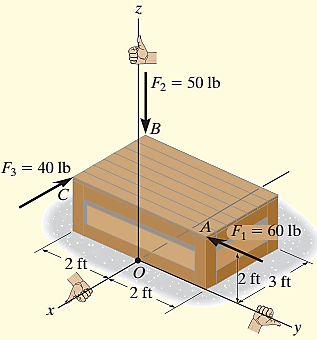 z
F2 = 50 lb
B
F3 = 40 lb
C
A
F1 = 60 lb
2 ft
O
2 ft
3 ft
2 ft
x
y